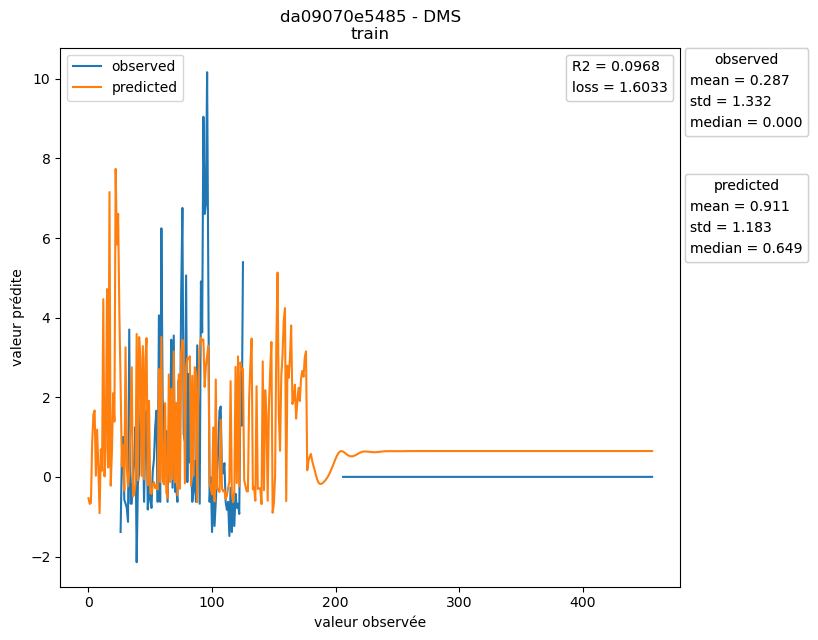 da09070e5485 - DMS
train
observed
predicted
R2 = 0.0968
loss = 1.6033
observed
mean = 0.287
std = 1.332
median = 0.000
predicted
mean = 0.911
std = 1.183
median = 0.649
valeur prédite
10
8
6
4
2
0
−2
0
100
200
300
400
valeur observée